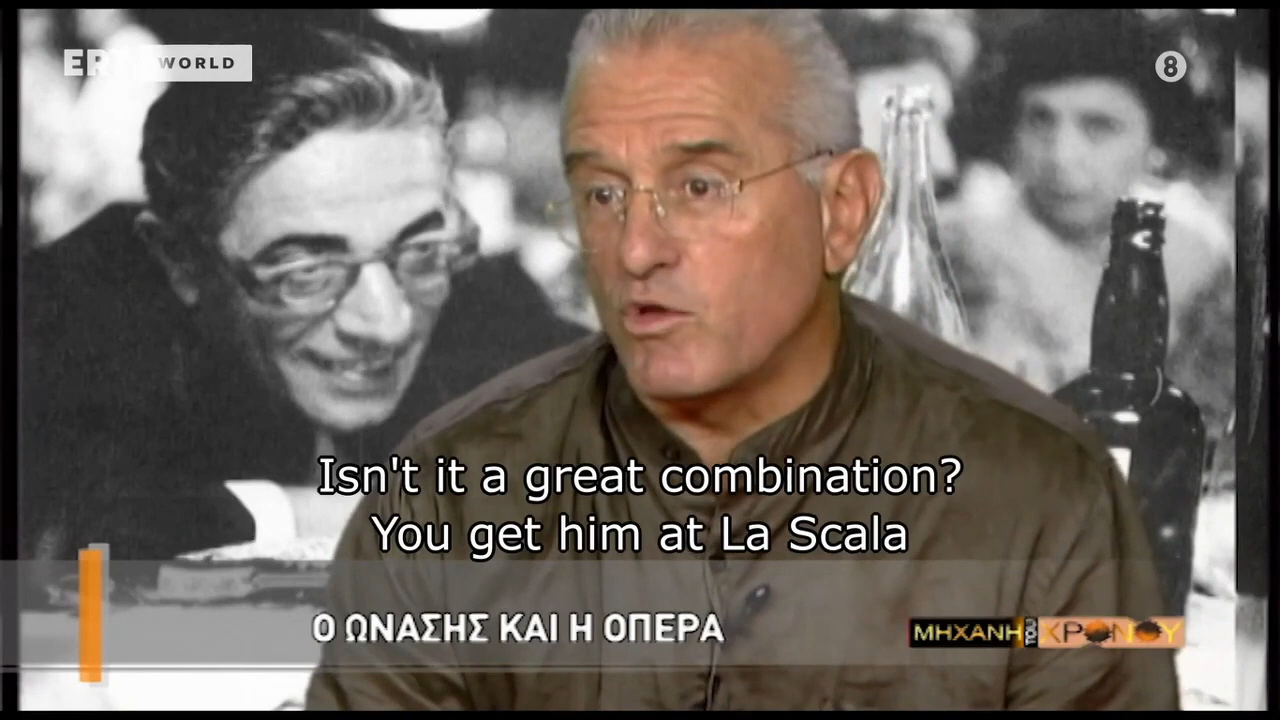 ERT WORLD
8
Isn't it a great combination?
You get him at La Scala
Ο ΩΝΑΣΗΣ ΚΑΙ Η ΟΠΕΡΑ
ΜΗΧΑΝΗ ΤΟΥ ΧΡΟΝΟΥ